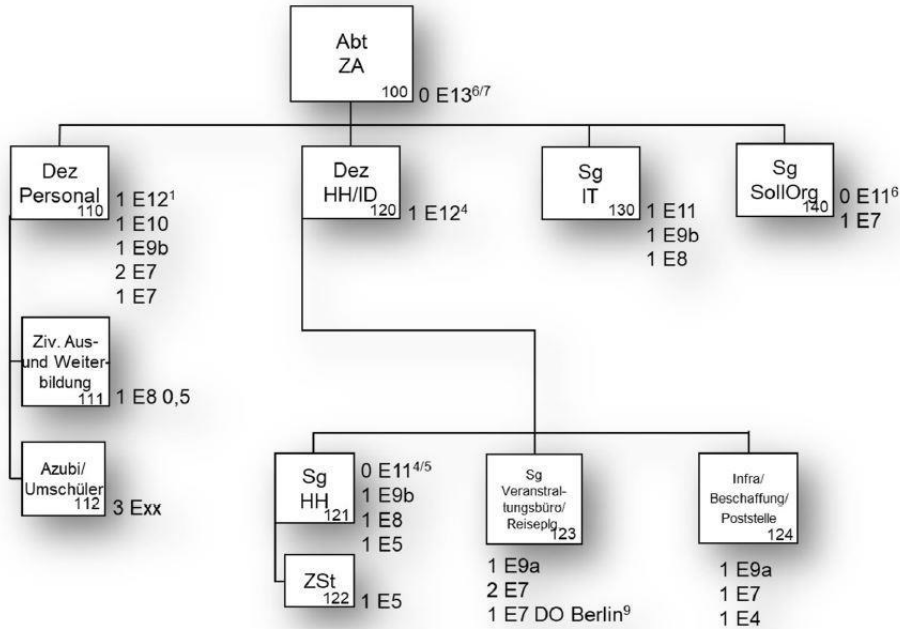 Abt
ZA
100
0 E13⁶/⁷
Dez
Personal
110
1 E12¹
1 E10
1 E9b
2 E7
1 E7
Dez
HH/ID
120
1 E12⁴
Sg
IT
130
1 E11
1 E9b
1 E8
Sg
SollOrg
140
0 E11⁶
1 E7
Ziv. Aus-
und Weiter-
bildung
111
1 E8 0,5
Azubi/
Umschüler
112
3 Exx
Sg
HH
121
0 E11⁴/⁵
1 E9b
1 E8
1 E5
ZSt
122
1 E5
Sg
Veranstral-
tungsbüro/
Reiseplg.
123
1 E9a
2 E7
1 E7 DO Berlin⁹
Infra/
Beschaffung/
Poststelle
124
1 E9a
1 E7
1 E4